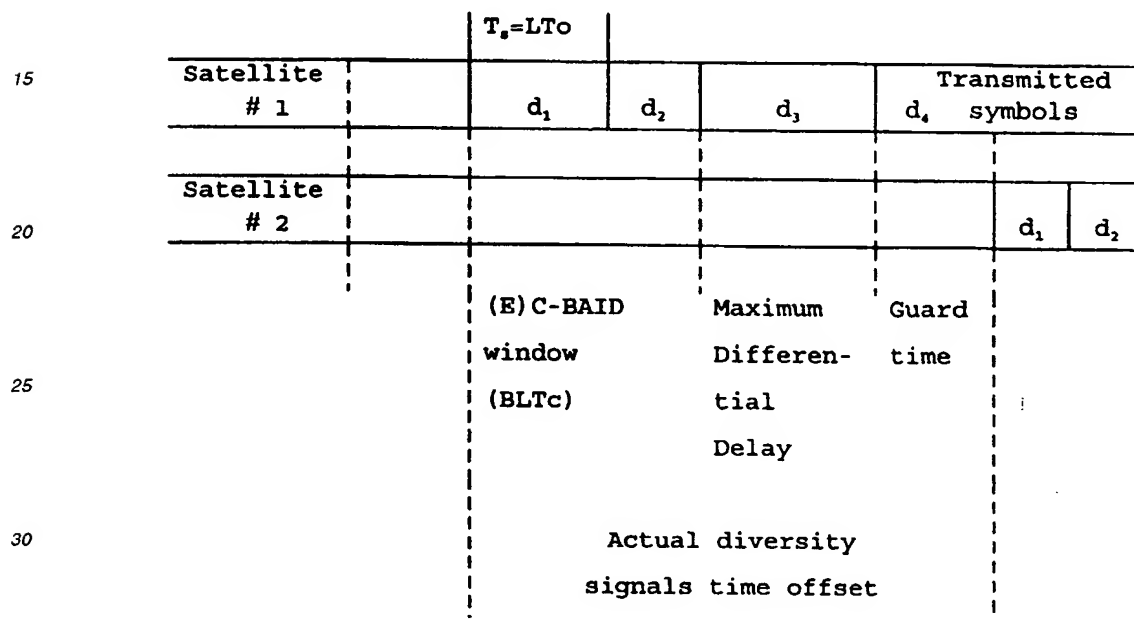 Tₛ=LTo
15
Satellite
# 1
d₁ d₂ d₃ d₄
Transmitted
symbols
20
Satellite
# 2
d₁ d₂
(E)C-BAID
window
(BLTc)
Maximum
Differen-
tial
Delay
Guard
time
25
30
Actual diversity
signals time offset